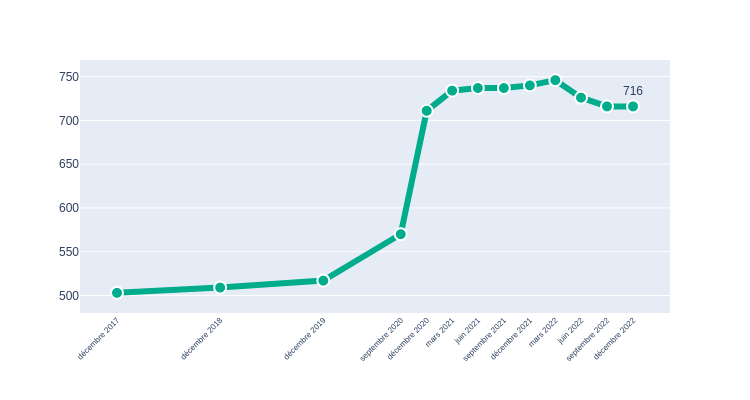 750
700
650
600
550
500
716
décembre 2017
décembre 2018
décembre 2019
septembre 2020
décembre 2020
mars 2021
juin 2021
septembre 2021
décembre 2021
mars 2022
juin 2022
septembre 2022
décembre 2022